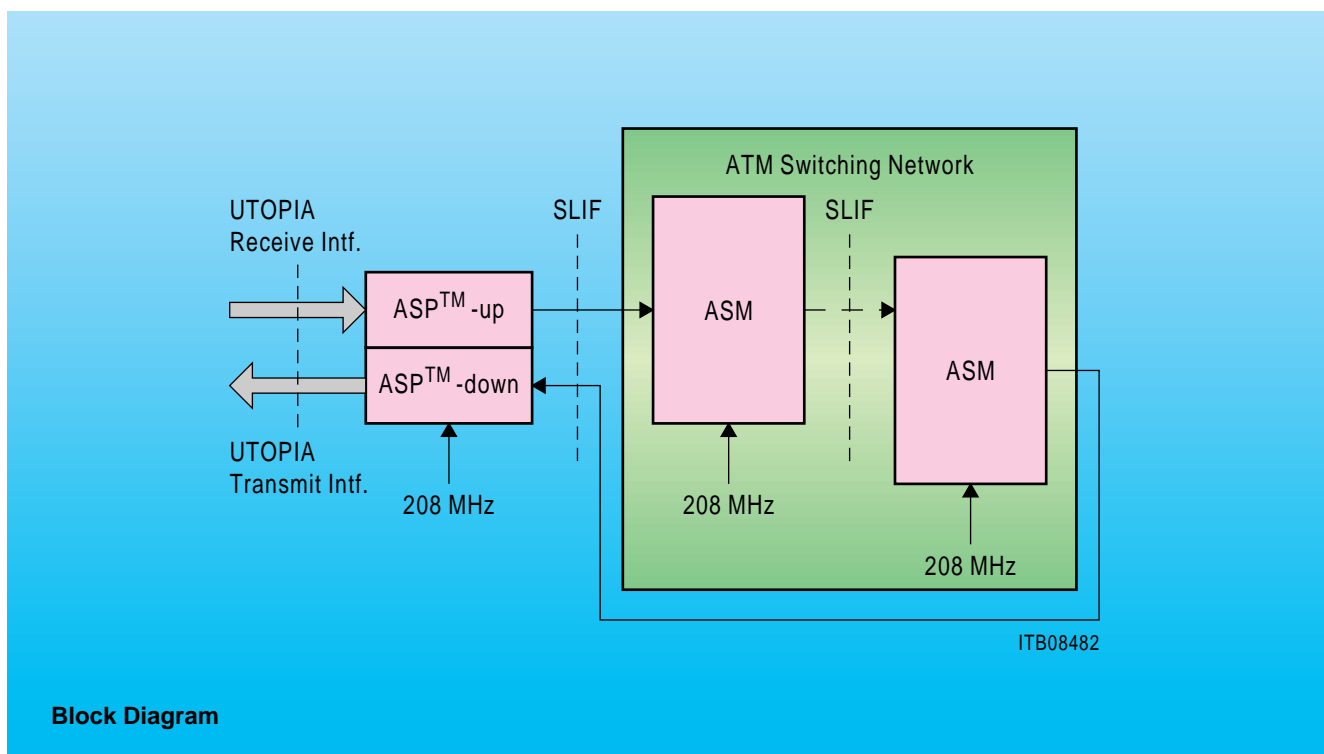 ATM Switching Network
UTOPIA
Receive Intf.
SLIF
SLIF
ASP™ -up
ASM
ASP™ -down
ASM
UTOPIA
Transmit Intf.
208 MHz
208 MHz
208 MHz
ITB08482
Block Diagram